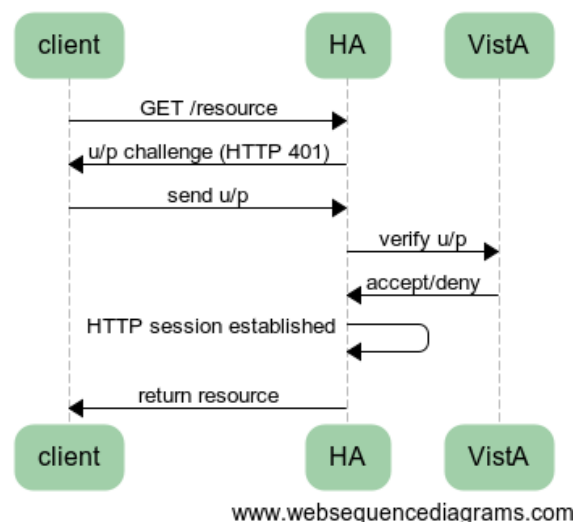 client HA VistA
GET /resource
u/p challenge (HTTP 401)
send u/p
verify u/p
accept/deny
HTTP session established
return resource
client HA VistA
www.websequencediagrams.com